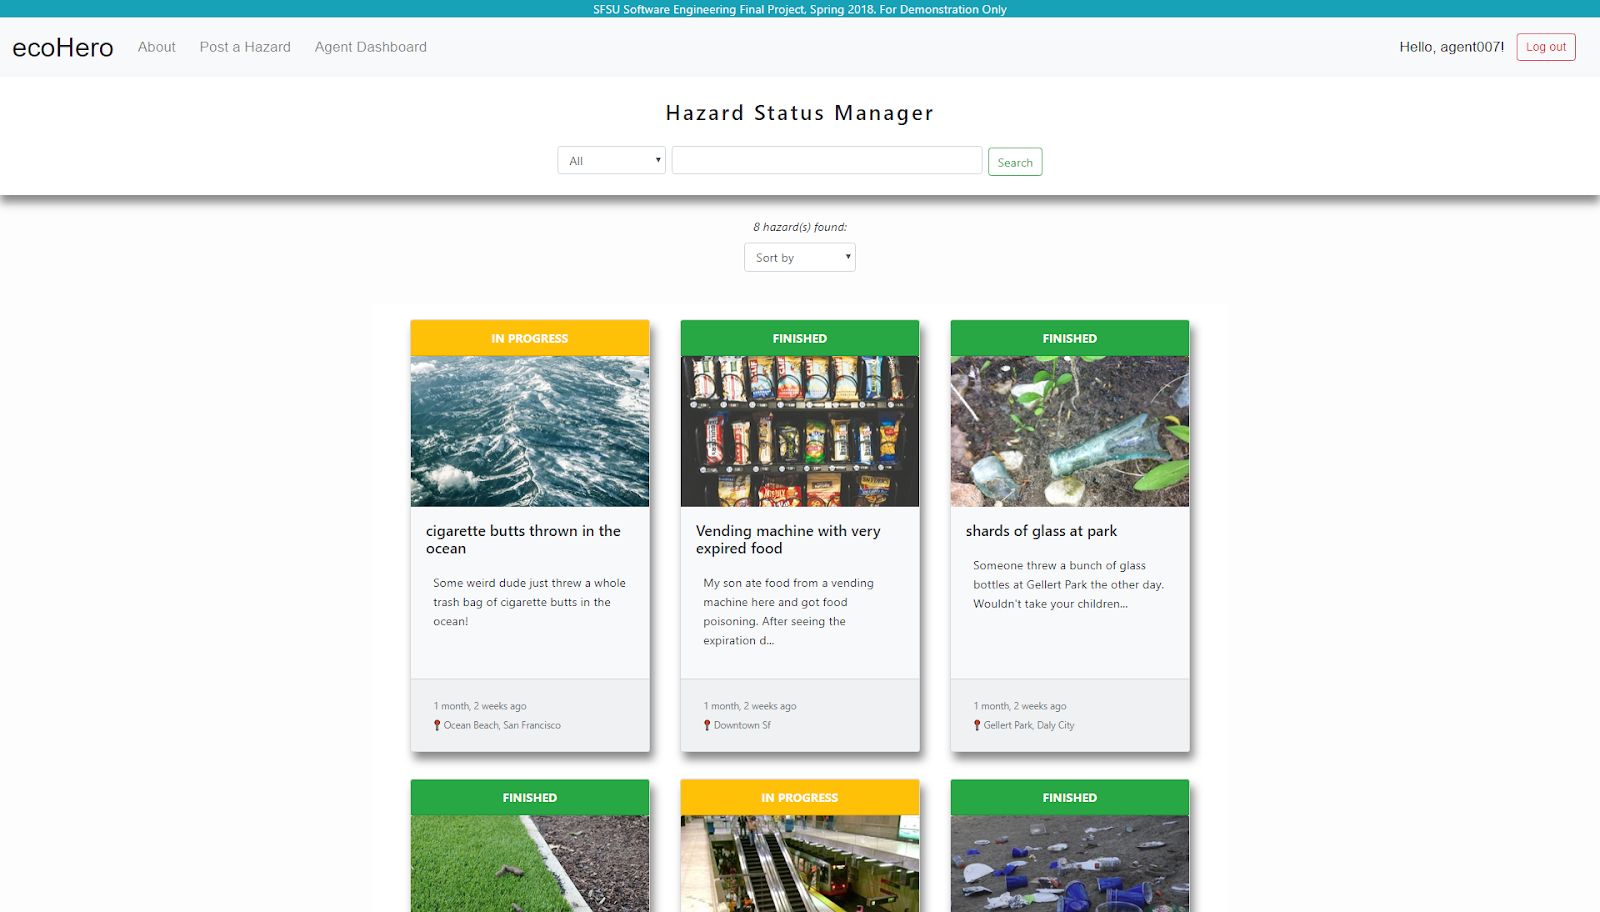 SFSU Software Engineering Final Project, Spring 2018. For Demonstration Only
ecoHero About Post a Hazard Agent Dashboard Hello, agent007! Log out
Hazard Status Manager
All Search
8 hazard(s) found:
Sort by
IN PROGRESS
cigarette butts thrown in the
ocean
Some weird dude just threw a whole
trash bag of cigarette butts in the
ocean!
1 month, 2 weeks ago
Ocean Beach, San Francisco
FINISHED
Vending machine with very
expired food
My son ate food from a vending
machine here and got food
poisoning. After seeing the
expiration d...
1 month, 2 weeks ago
Downtown Sf
FINISHED
shards of glass at park
Someone threw a bunch of glass
bottles at Gellert Park the other day.
Wouldn't take your children...
1 month, 2 weeks ago
Gellert Park, Daly City
FINISHED
IN PROGRESS
FINISHED